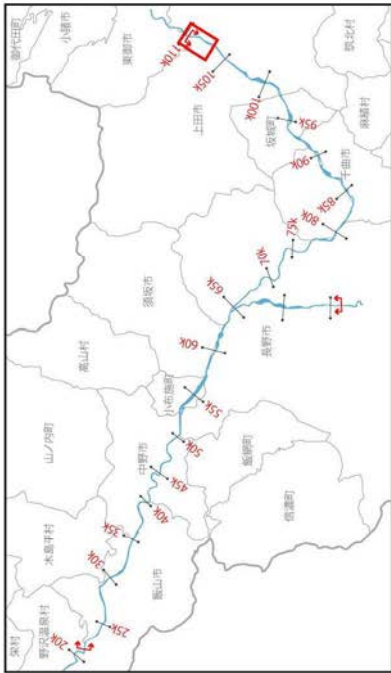 御代田町
小諸市
東御市
110k
105k
上田市
100k
筑北村
麻績村
坂城町
95k
90k
千曲市
85k
80k
75k
70k
65k
長野市
須坂市
60k
高山村
小布施町
55k
50k
飯綱町
信濃町
山ノ内町
中野市
45k
40k
35k
木島平村
30k
飯山市
25k
野沢温泉村
栄村
20k